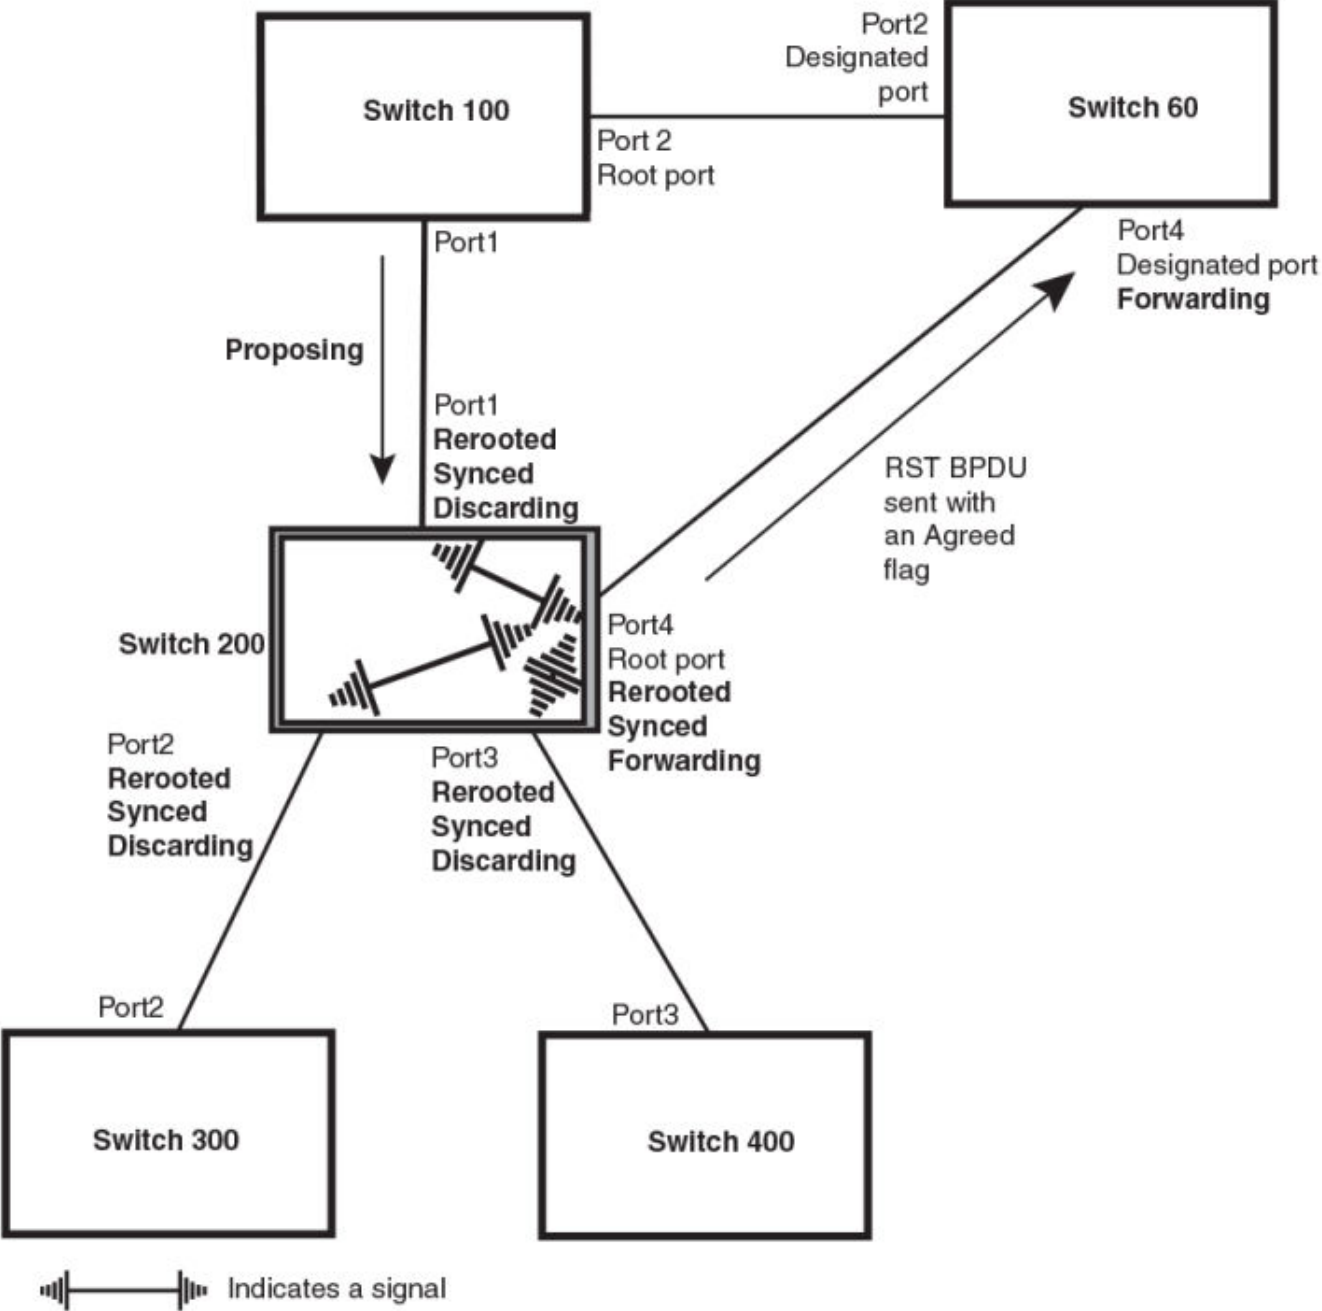 Port2
Designated
port
Switch 100
Switch 60
Port 2
Root port
Port1
Port4
Designated port
Forwarding
Proposing
Port1
Rerooted
Synced
Discarding
RST BPDU
sent with
an Agreed
flag
Switch 200
Port4
Root port
Rerooted
Synced
Forwarding
Port2
Rerooted
Synced
Discarding
Port3
Rerooted
Synced
Discarding
Port2
Port3
Switch 300
Switch 400
Indicates a signal